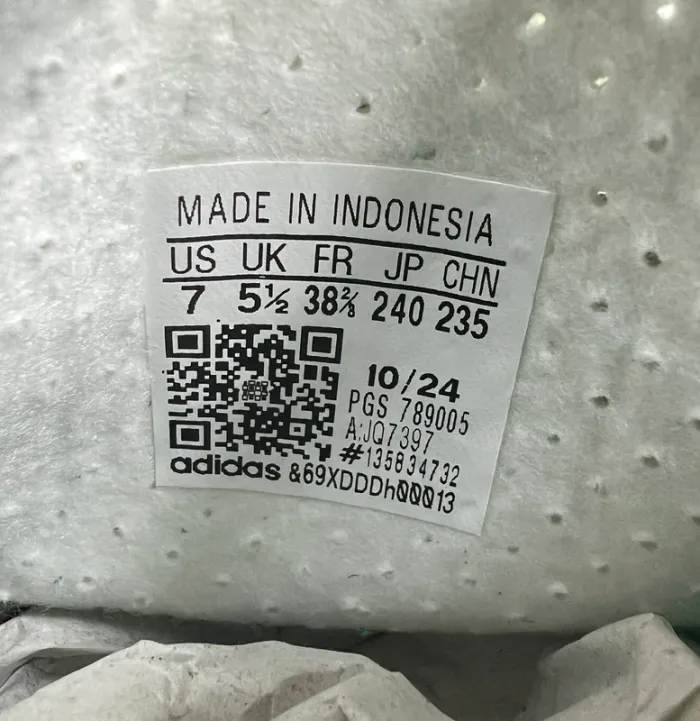 MADE IN INDONESIA
US UK FR JP CHN
7 5½ 38⅔ 240 235
10/24
PGS 789005
A:JQ7397
#135834732
adidas &69XDDDh00013